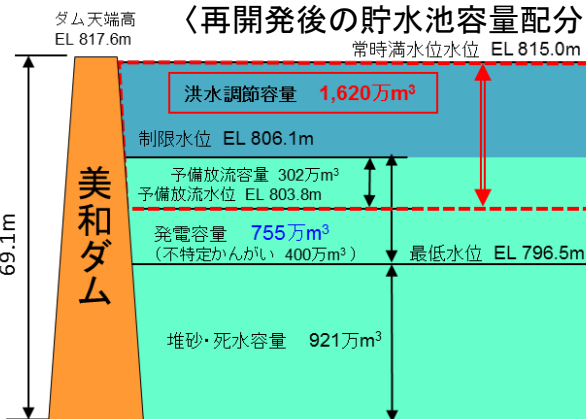 〈再開発後の貯水池容量配分
ダム天端高
EL 817.6m
常時満水位水位 EL 815.0m
洪水調節容量 1,620万m³
制限水位 EL 806.1m
予備放流容量 302万m³
予備放流水位 EL 803.8m
美和ダム
69.1m
発電容量 755万m³
(不特定かんがい 400万m³)
最低水位 EL 796.5m
堆砂・死水容量 921万m³